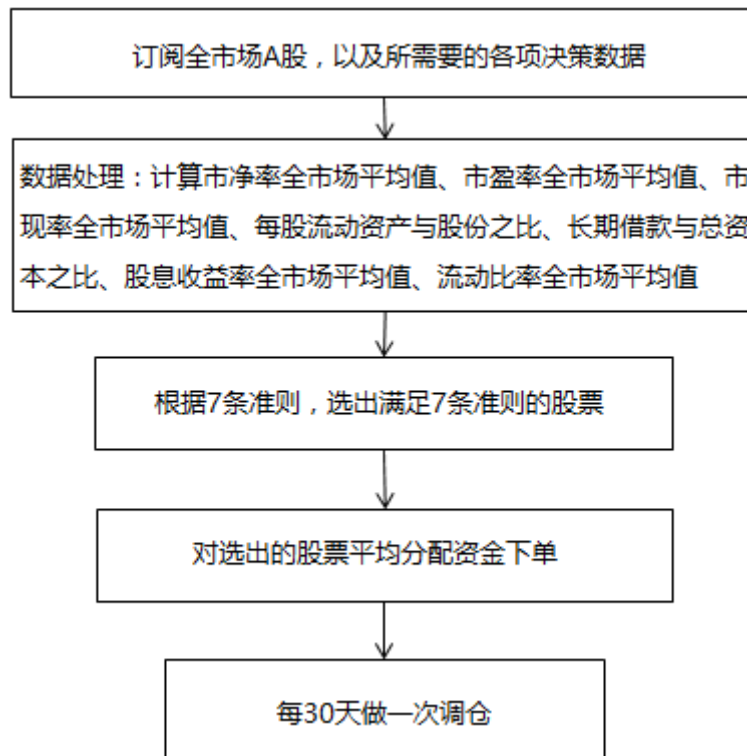 订阅全市场A股，以及所需要的各项决策数据
数据处理：计算市净率全市场平均值、市盈率全市场平均值、市
现率全市场平均值、每股流动资产与股份之比、长期借款与总资
本之比、股息收益率全市场平均值、流动比率全市场平均值
根据7条准则，选出满足7条准则的股票
对选出的股票平均分配资金下单
每30天做一次调仓